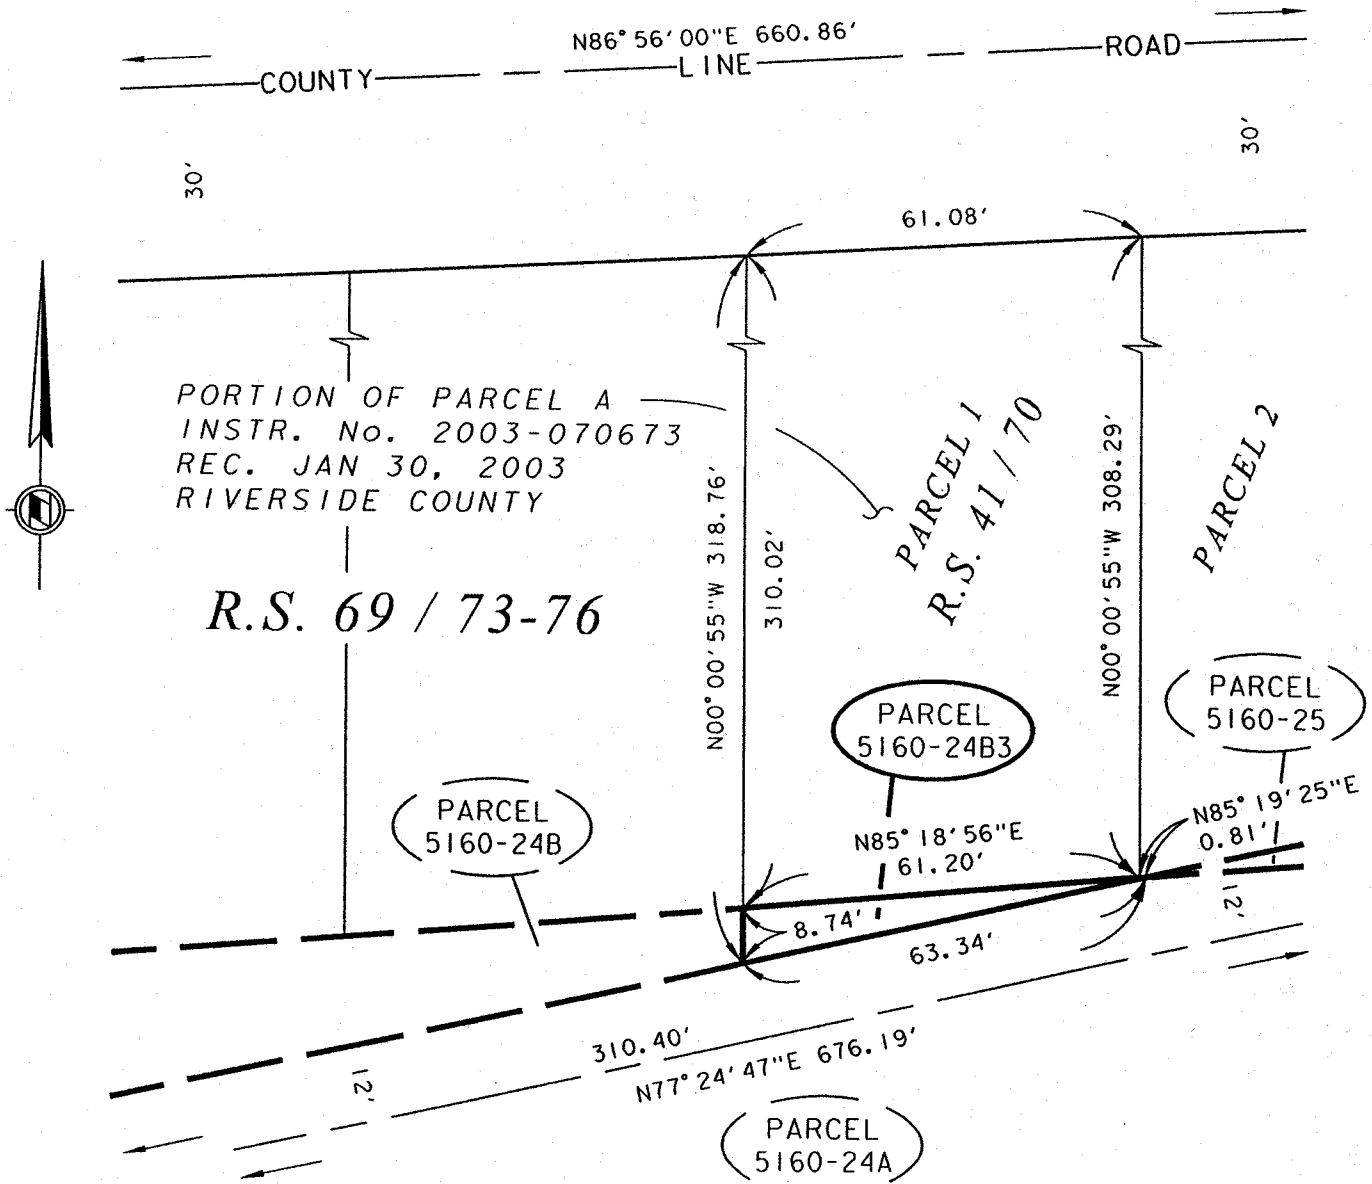 N86°56'00"E 660.86'
COUNTY LINE ROAD
30'
30'
61.08'
PORTION OF PARCEL A
INSTR. No. 2003-070673
REC. JAN 30, 2003
RIVERSIDE COUNTY
R.S. 69 / 73-76
N00°00'55"W 318.76'
310.02'
PARCEL 1
R.S. 41 / 70
N00°00'55"W 308.29'
PARCEL 2
PARCEL
5160-25
PARCEL
5160-24B3
PARCEL
5160-24B
N85°18'56"E
61.20'
N85°19'25"E
0.81'
8.74'
63.34'
12'
12'
310.40'
N77°24'47"E 676.19'
PARCEL
5160-24A